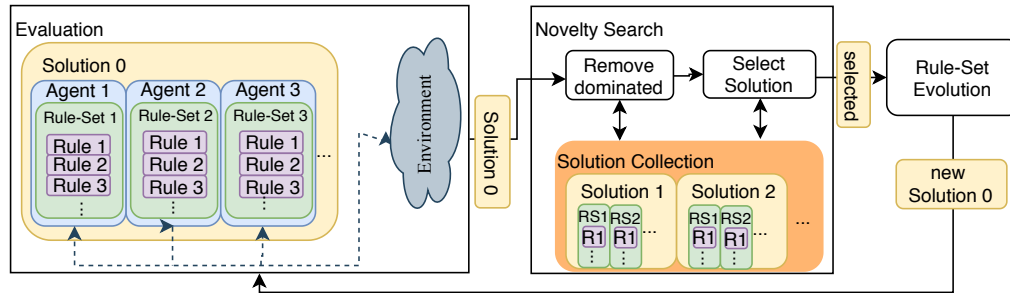 Evaluation
Solution 0
Agent 1
Agent 2
Agent 3
Rule-Set 1
Rule-Set 2
Rule-Set 3
Rule 1
Rule 2
Rule 3
⋮
Rule 1
Rule 2
Rule 3
⋮
Rule 1
Rule 2
Rule 3
⋮
...
Environment
Solution 0
Novelty Search
Remove
dominated
Select
Solution
Solution Collection
Solution 1
RS1
R1
⋮
RS2
R1
⋮
...
Solution 2
RS1
R1
⋮
RS2
R1
⋮
...
...
selected
Rule-Set
Evolution
new
Solution 0